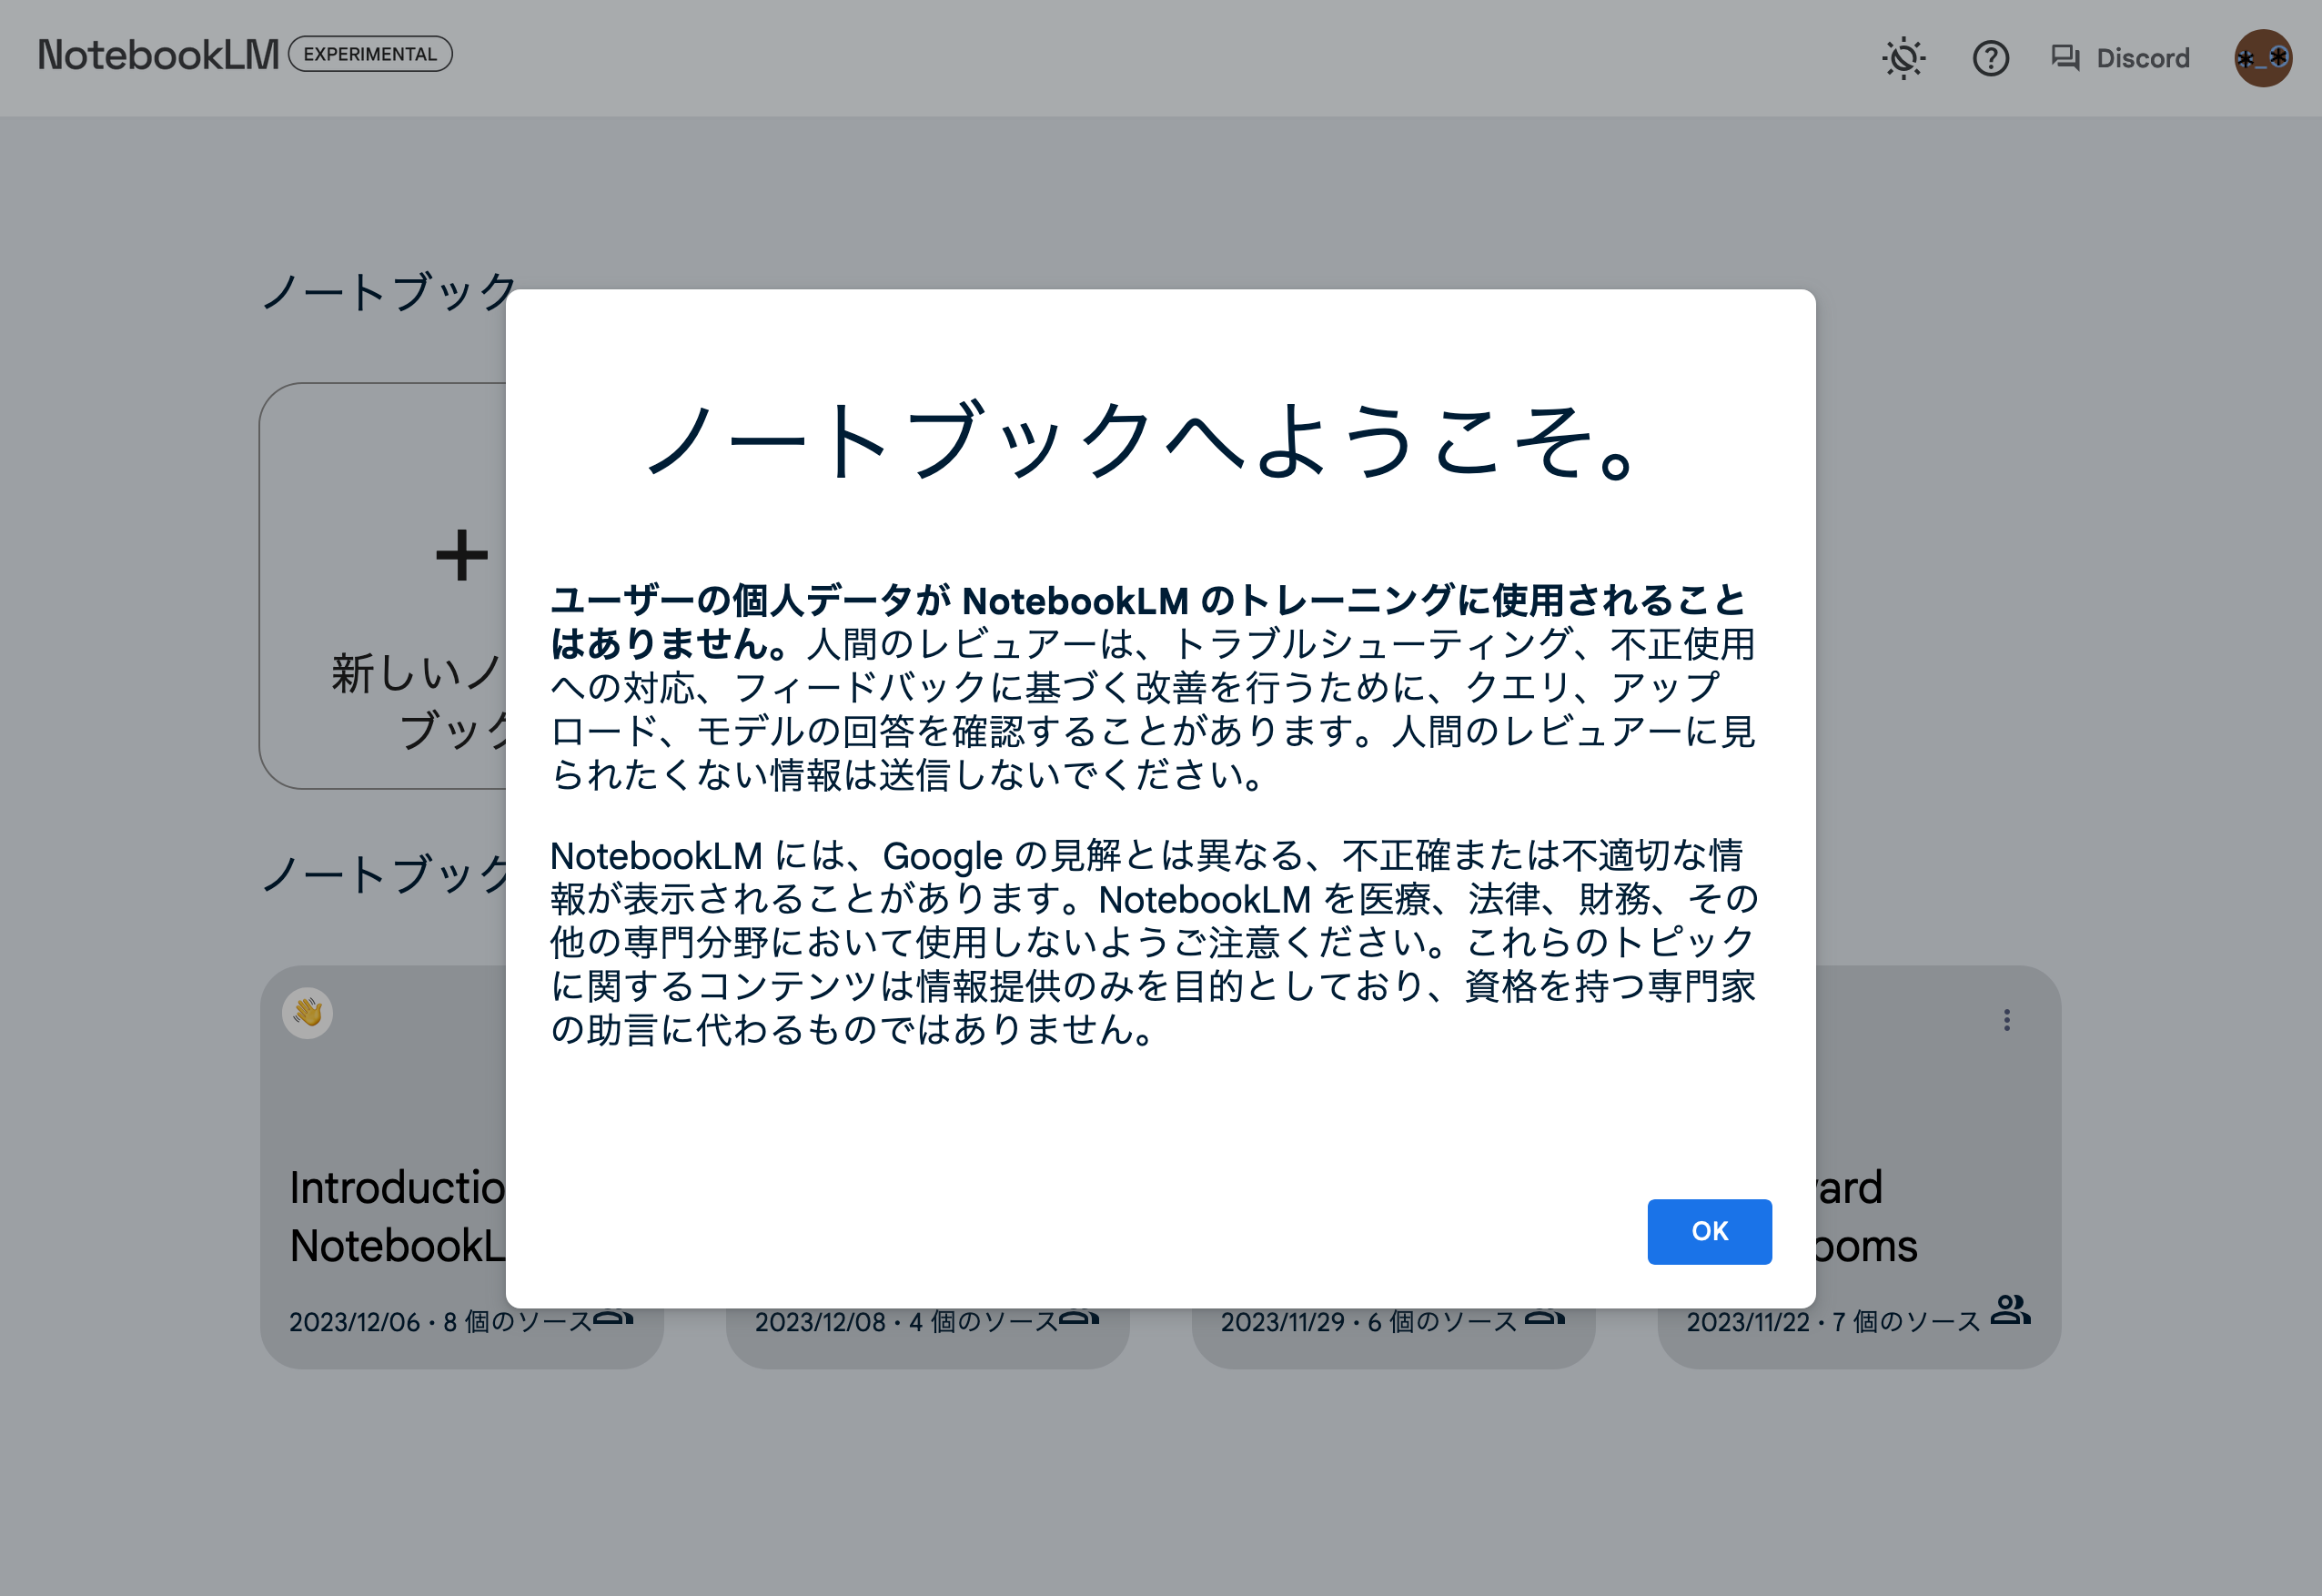 NotebookLM EXPERIMENTAL
Discord
ノートブック
ノートブックへようこそ。
ユーザーの個人データが NotebookLM のトレーニングに使用されること
はありません。人間のレビュアーは、トラブルシューティング、不正使用
への対応、フィードバックに基づく改善を行うために、クエリ、アップ
ロード、モデルの回答を確認することがあります。人間のレビュアーに見
られたくない情報は送信しないでください。
NotebookLM には、Google の見解とは異なる、不正確または不適切な情
報が表示されることがあります。NotebookLM を医療、法律、財務、その
他の専門分野において使用しないようご注意ください。これらのトピック
に関するコンテンツは情報提供のみを目的としており、資格を持つ専門家
の助言に代わるものではありません。
OK
新しいノ
ブック
ノートブック
Introductio
NotebookL
2023/12/06・8 個のソース
2023/12/08・4 個のソース
2023/11/29・6 個のソース
ard
ooms
2023/11/22・7 個のソース